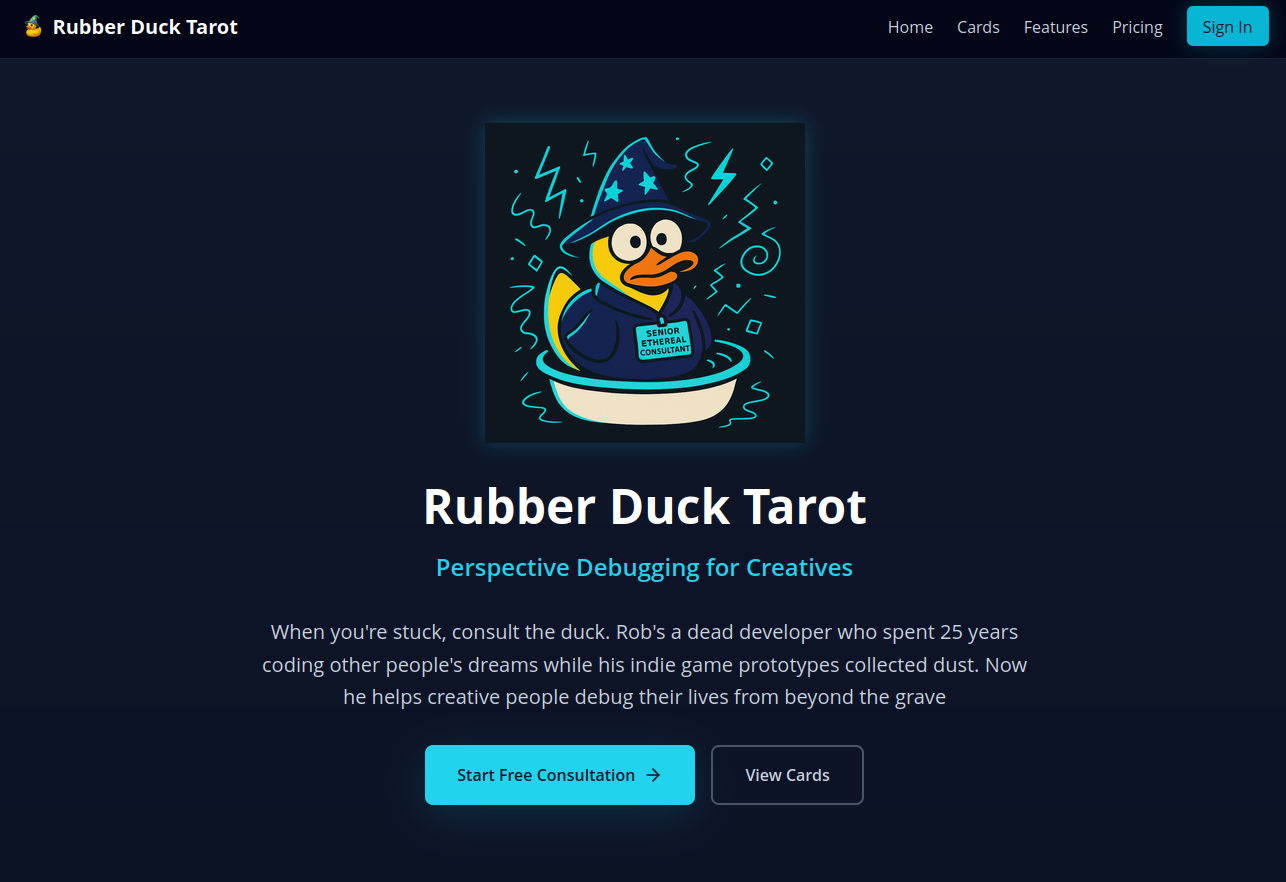 Rubber Duck Tarot
Home
Cards
Features
Pricing
Sign In
SENIOR
ETHEREAL
CONSULTANT
Rubber Duck Tarot
Perspective Debugging for Creatives
When you're stuck, consult the duck. Rob's a dead developer who spent 25 years
coding other people's dreams while his indie game prototypes collected dust. Now
he helps creative people debug their lives from beyond the grave
Start Free Consultation →
View Cards